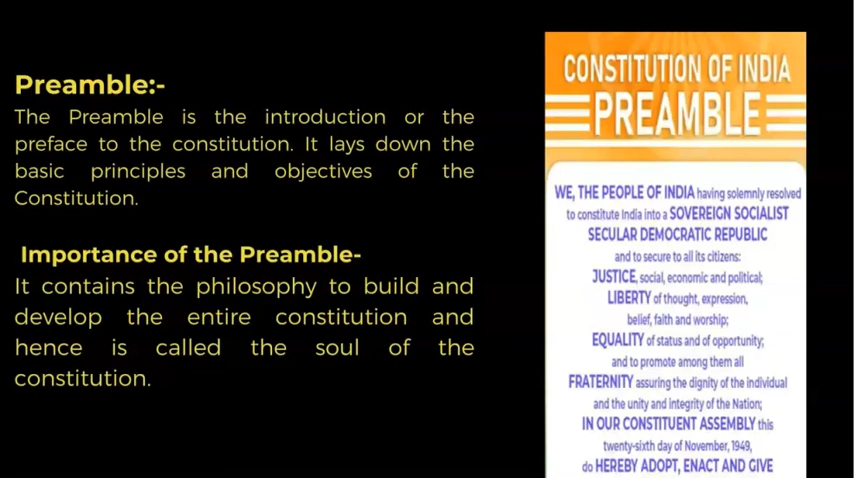 Preamble:-
The Preamble is the introduction or the
preface to the constitution. It lays down the
basic principles and objectives of the
Constitution.
Importance of the Preamble-
It contains the philosophy to build and
develop the entire constitution and
hence is called the soul of the
constitution.
CONSTITUTION OF INDIA
PREAMBLE
WE, THE PEOPLE OF INDIA having solemnly resolved
to constitute India into a SOVEREIGN SOCIALIST
SECULAR DEMOCRATIC REPUBLIC
and to secure to all its citizens:
JUSTICE, social, economic and political;
LIBERTY of thought, expression,
belief, faith and worship;
EQUALITY of status and of opportunity;
and to promote among them all
FRATERNITY assuring the dignity of the individual
and the unity and integrity of the Nation;
IN OUR CONSTITUENT ASSEMBLY this
twenty-sixth day of November, 1949,
do HEREBY ADOPT, ENACT AND GIVE